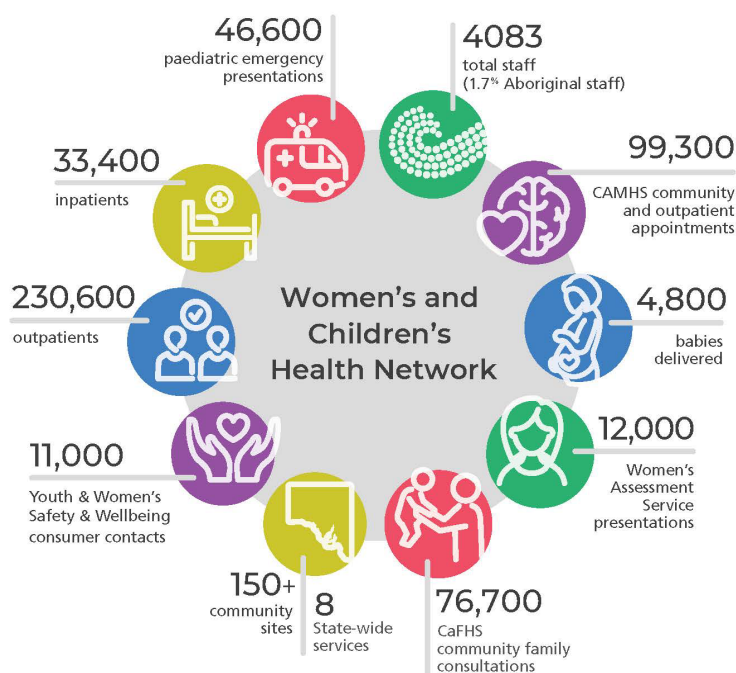 46,600
paediatric emergency
presentations
4083
total staff
(1.7% Aboriginal staff)
33,400
inpatients
99,300
CAMHS community
and outpatient
appointments
230,600
outpatients
Women's and
Children's
Health Network
4,800
babies
delivered
11,000
Youth & Women's
Safety & Wellbeing
consumer contacts
12,000
Women's
Assessment
Service
presentations
150+
community
sites
8
State-wide
services
76,700
CaFHS
community family
consultations